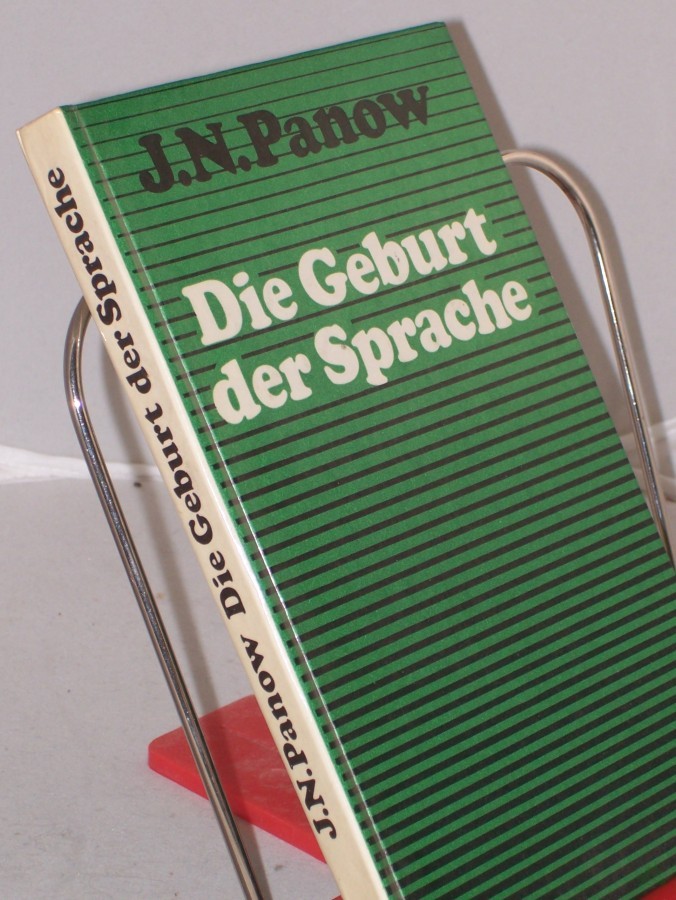 J.N.Panow
Die Geburt
der Sprache
J.N.Panow Die Geburt der Sprache